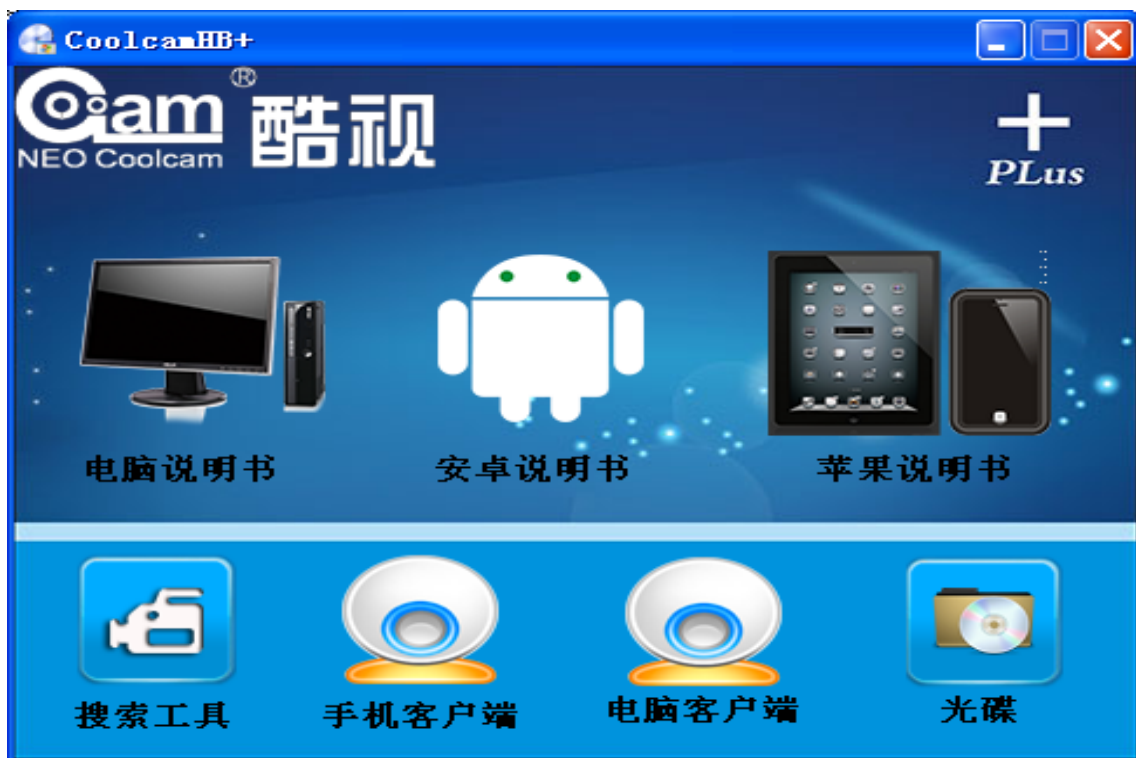 CoolcamHB+
Coolcam® 酷视
NEO Coolcam
PLus
电脑说明书 安卓说明书 苹果说明书
搜索工具 手机客户端 电脑客户端 光碟